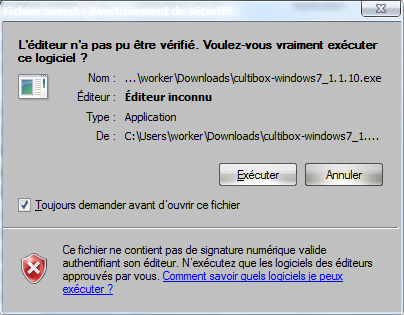 Fichier ouvert - Avertissement de sécurité
L'éditeur n'a pas pu être vérifié. Voulez-vous vraiment exécuter
ce logiciel ?
Nom : ...\worker\Downloads\cultibox-windows7_1.1.10.exe
Éditeur : Éditeur inconnu
Type : Application
De : C:\Users\worker\Downloads\cultibox-windows7_1....
Exécuter Annuler
Toujours demander avant d'ouvrir ce fichier
Ce fichier ne contient pas de signature numérique valide
authentifiant son éditeur. N'exécutez que les logiciels des éditeurs
approuvés par vous. Comment savoir quels logiciels je peux
exécuter ?